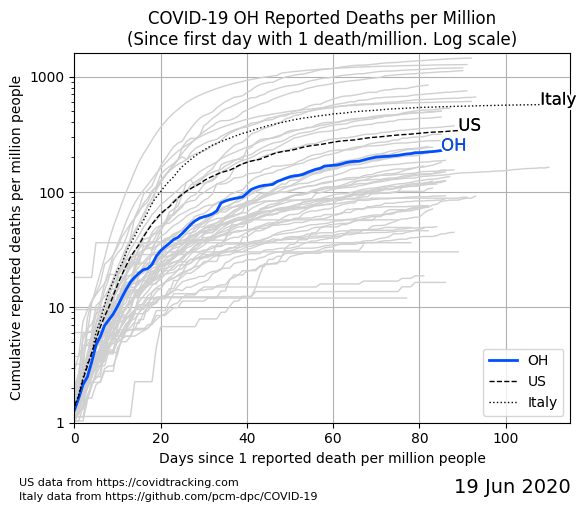 COVID-19 OH Reported Deaths per Million
(Since first day with 1 death/million. Log scale)
Cumulative reported deaths per million people
1000
100
10
1
Italy
US
OH
OH
US
Italy
0 20 40 60 80 100
Days since 1 reported death per million people
US data from https://covidtracking.com
Italy data from https://github.com/pcm-dpc/COVID-19
19 Jun 2020